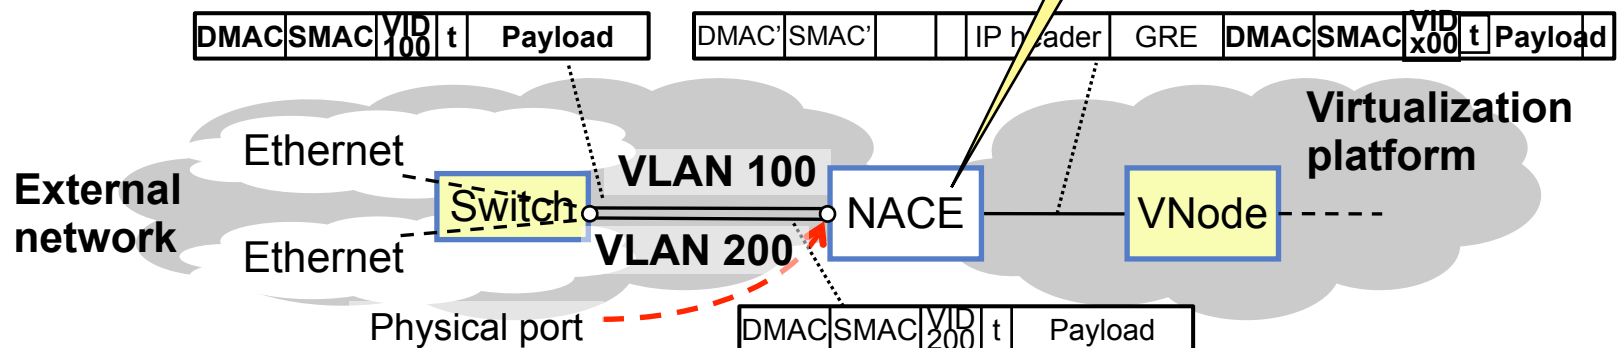 DMAC SMAC VID 100 t Payload
DMAC' SMAC' IP header GRE DMAC SMAC VID x00 t Payload
Ethernet
External network
Ethernet
Switch
VLAN 100
VLAN 200
NACE
VNode
Virtualization platform
Physical port
DMAC SMAC VID 200 t Payload